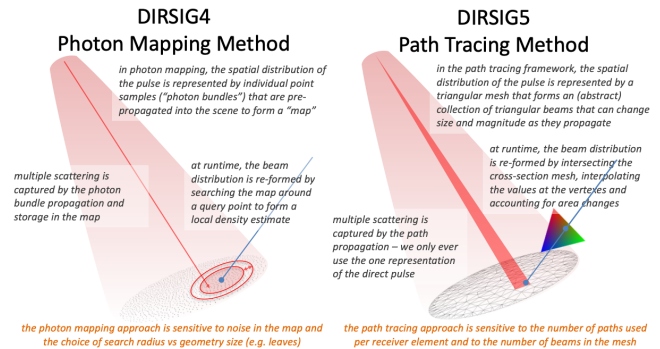 DIRSIG4
Photon Mapping Method
in photon mapping, the spatial distribution of
the pulse is represented by individual point
samples (“photon bundles”) that are pre-
propagated into the scene to form a “map”
multiple scattering is
captured by the photon
bundle propagation and
storage in the map
at runtime, the beam
distribution is re-formed by
searching the map around
a query point to form a
local density estimate
the photon mapping approach is sensitive to noise in the map and
the choice of search radius vs geometry size (e.g. leaves)
DIRSIG5
Path Tracing Method
in the path tracing framework, the spatial
distribution of the pulse is represented by a
triangular mesh that forms an (abstract)
collection of triangular beams that can change
size and magnitude as they propagate
at runtime, the beam distribution
is re-formed by intersecting the
cross-section mesh, interpolating
the values at the vertexes and
accounting for area changes
multiple scattering is
captured by the path
propagation – we only ever
use the one representation
of the direct pulse
the path tracing approach is sensitive to the number of paths used
per receiver element and to the number of beams in the mesh